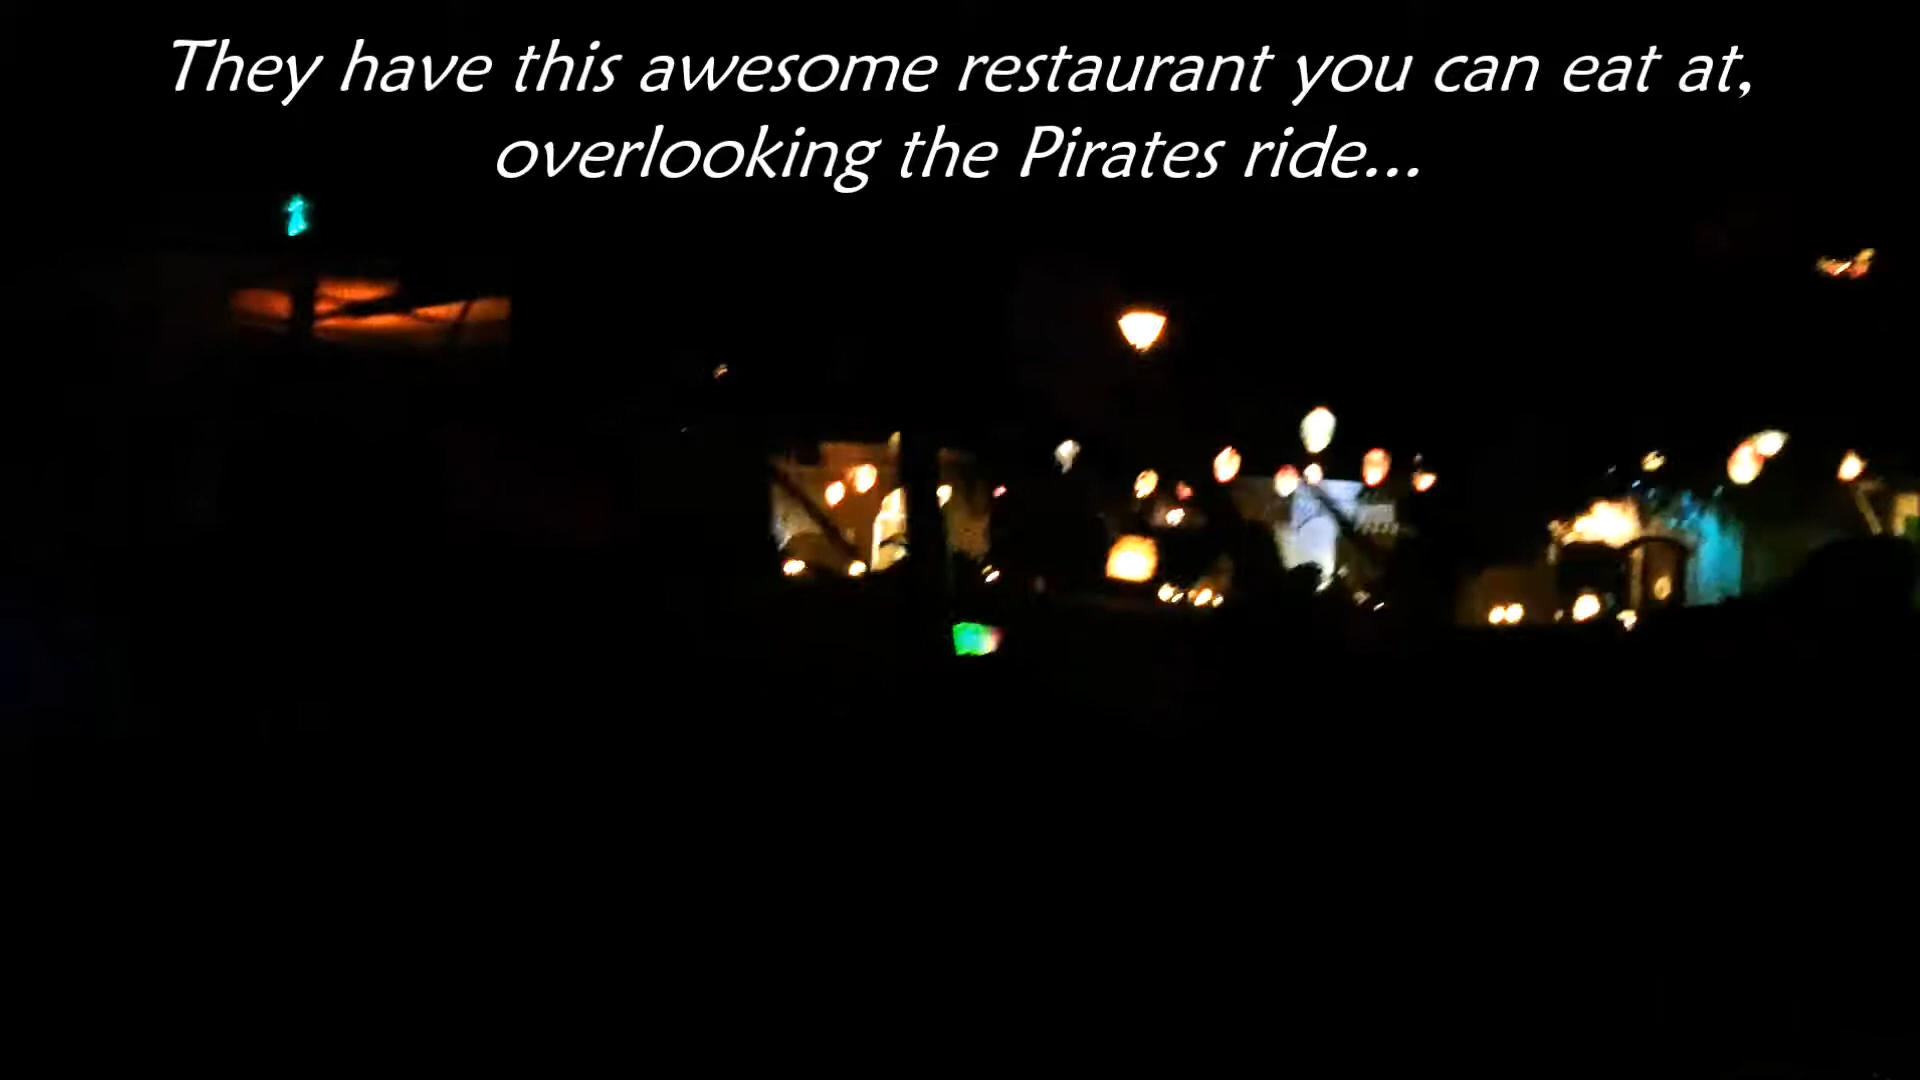 They have this awesome restaurant you can eat at,
overlooking the Pirates ride...